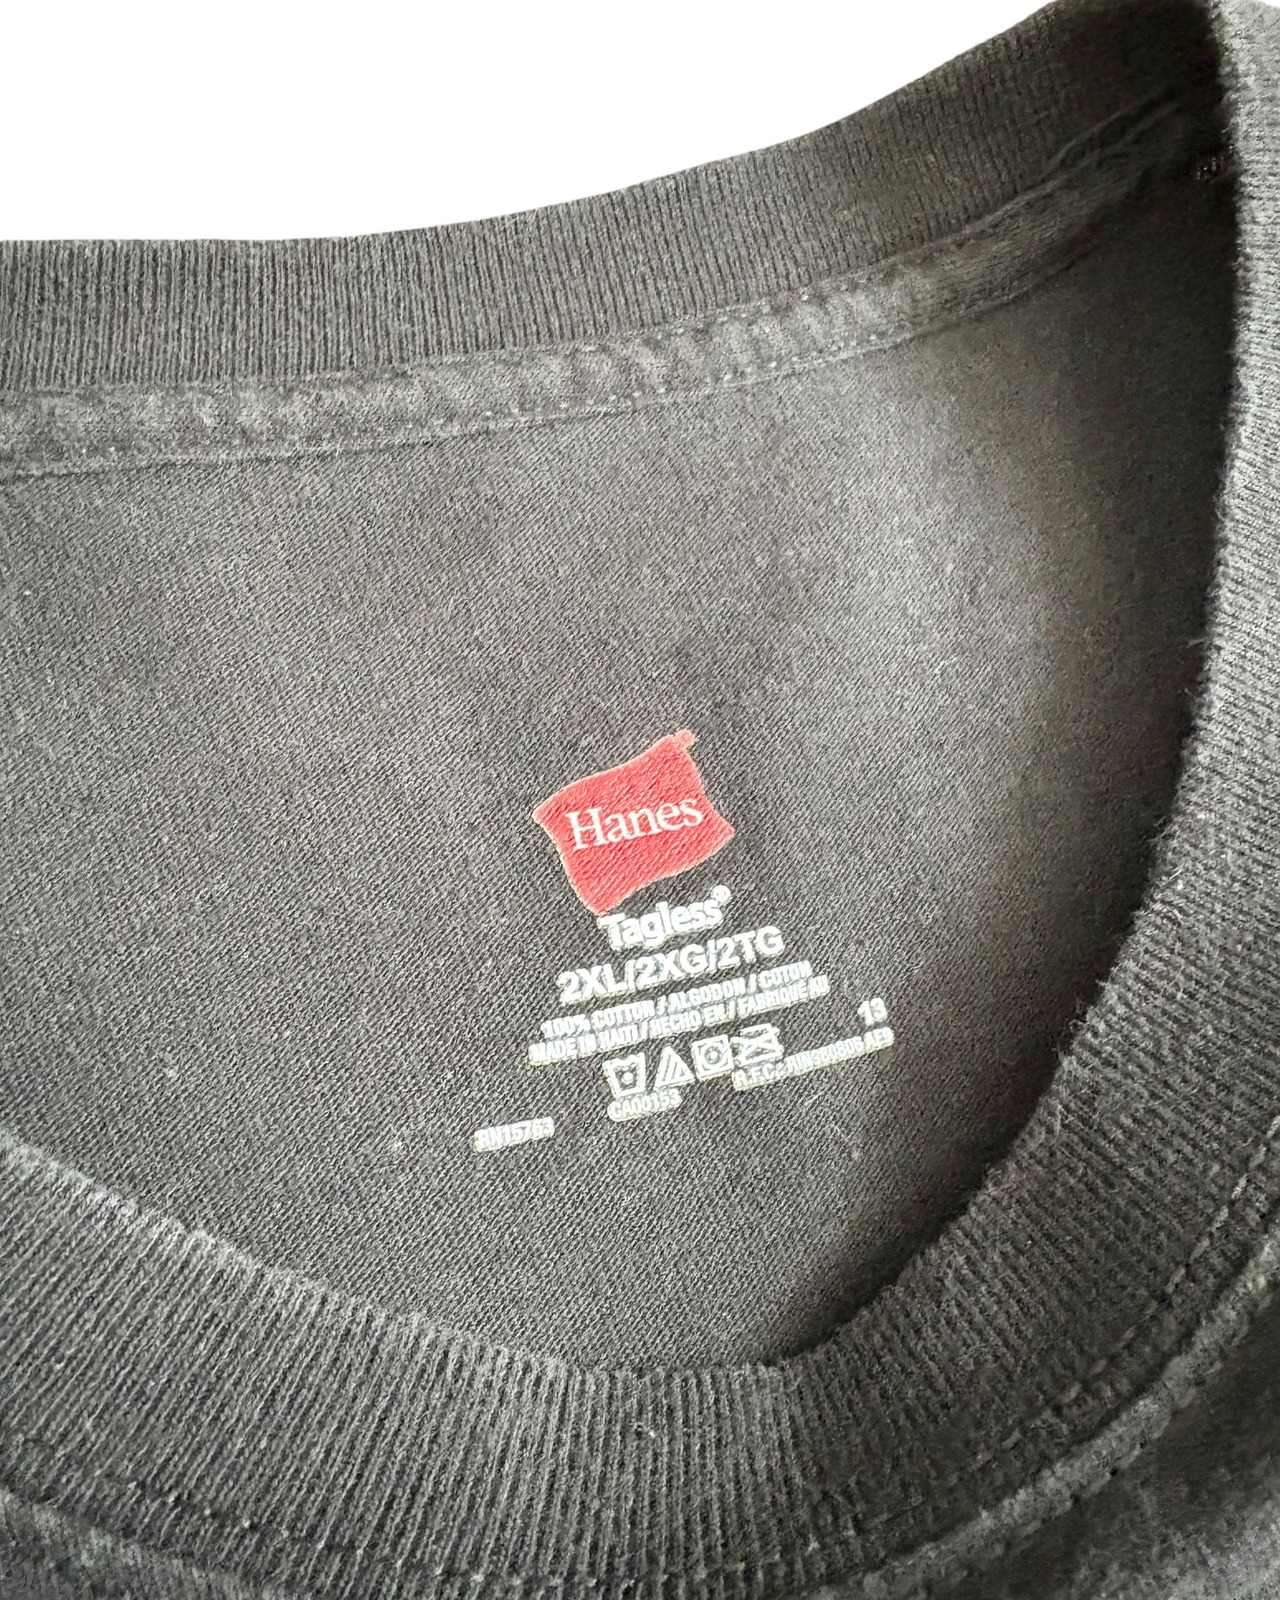 Hanes
Tagless®
2XL/2XG/2TG
100% COTTON / ALGODON / COTON
MADE IN HAITI / HECHO EN / FABRIQUE AU
13
CA00153
RN15763